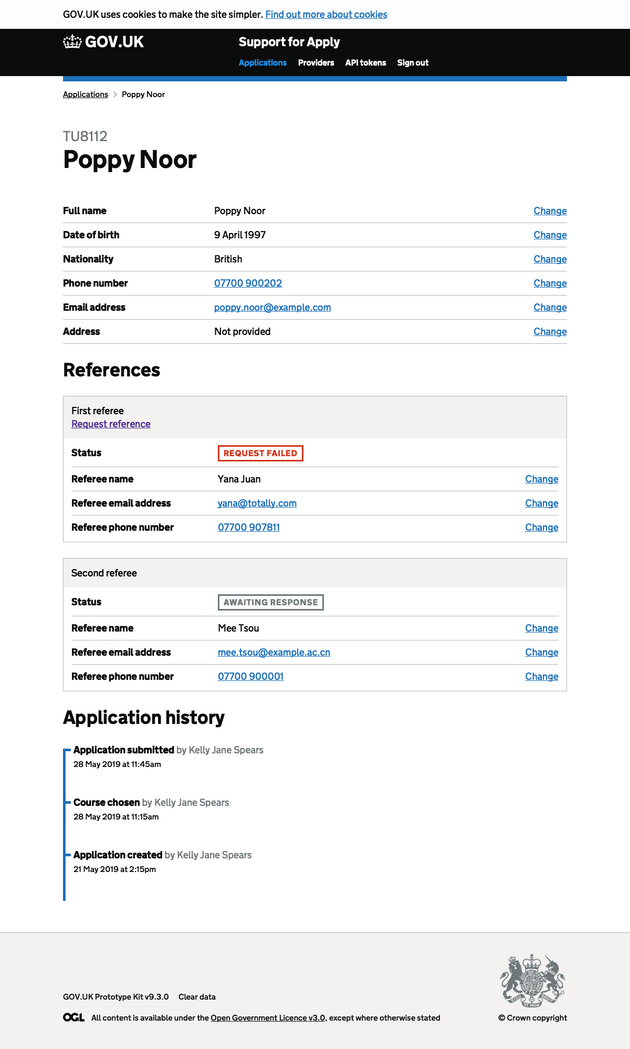 GOV.UK uses cookies to make the site simpler. Find out more about cookies
GOV.UK
Support for Apply
Applications Providers API tokens Sign out
Applications > Poppy Noor
TU8112
Poppy Noor
Full name Poppy Noor Change
Date of birth 9 April 1997 Change
Nationality British Change
Phone number 07700 900202 Change
Email address poppy.noor@example.com Change
Address Not provided Change
References
First referee
Request reference
Status REQUEST FAILED
Referee name Yana Juan Change
Referee email address yana@totally.com Change
Referee phone number 07700 907811 Change
Second referee
Status AWAITING RESPONSE
Referee name Mee Tsou Change
Referee email address mee.tsou@example.ac.cn Change
Referee phone number 07700 900001 Change
Application history
Application submitted by Kelly Jane Spears
28 May 2019 at 11:45am
Course chosen by Kelly Jane Spears
28 May 2019 at 11:15am
Application created by Kelly Jane Spears
21 May 2019 at 2:15pm
GOV.UK Prototype Kit v9.3.0 Clear data
OGL All content is available under the Open Government Licence v3.0, except where otherwise stated
© Crown copyright